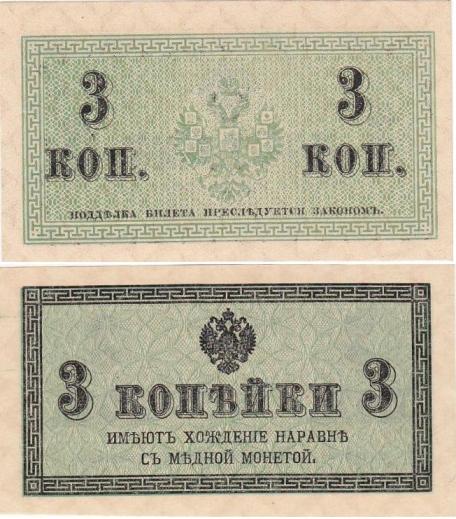 3 3
КОП. КОП.
ПОДДѢЛКА БИЛЕТА ПРЕСЛѢДУЕТСЯ ЗАКОНОМЪ.
3 КОПѢЙКИ 3
ИМѢЮТЪ ХОЖДЕНІЕ НАРАВНѢ
СЪ МѢДНОЙ МОНЕТОЙ.